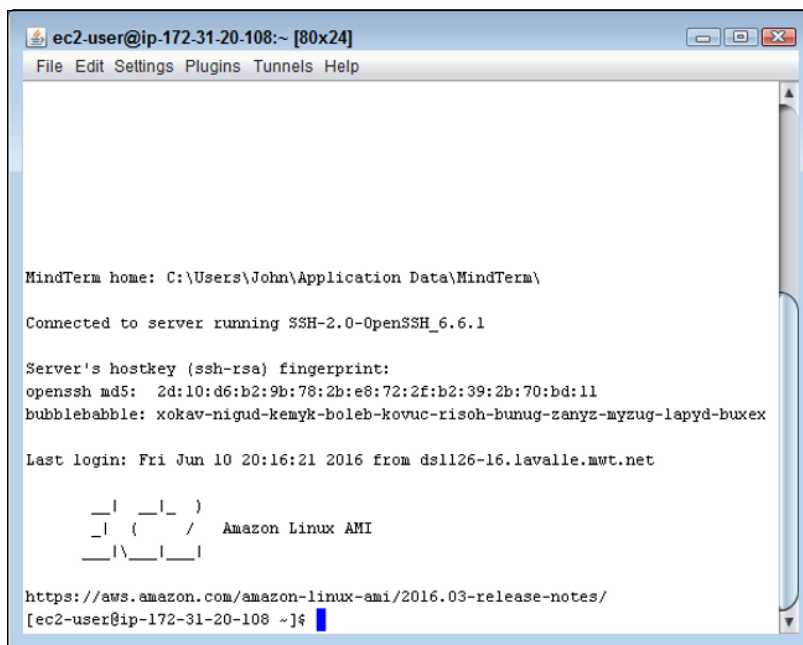 ec2-user@ip-172-31-20-108:~ [80x24]
File Edit Settings Plugins Tunnels Help
MindTerm home: C:\Users\John\Application Data\MindTerm\
Connected to server running SSH-2.0-OpenSSH_6.6.1
Server's hostkey (ssh-rsa) fingerprint:
openssh md5:  2d:10:d6:b2:9b:78:2b:e8:72:2f:b2:39:2b:70:bd:11
bubblebabble: xokav-nigud-kemyk-boleb-kovuc-risoh-bunug-zanyz-myzug-lapyd-buxex
Last login: Fri Jun 10 20:16:21 2016 from dsl126-16.lavalle.mwt.net
       __|  __|_  )
       _|  (     /   Amazon Linux AMI
      ___|\___|___|
https://aws.amazon.com/amazon-linux-ami/2016.03-release-notes/
[ec2-user@ip-172-31-20-108 ~]$